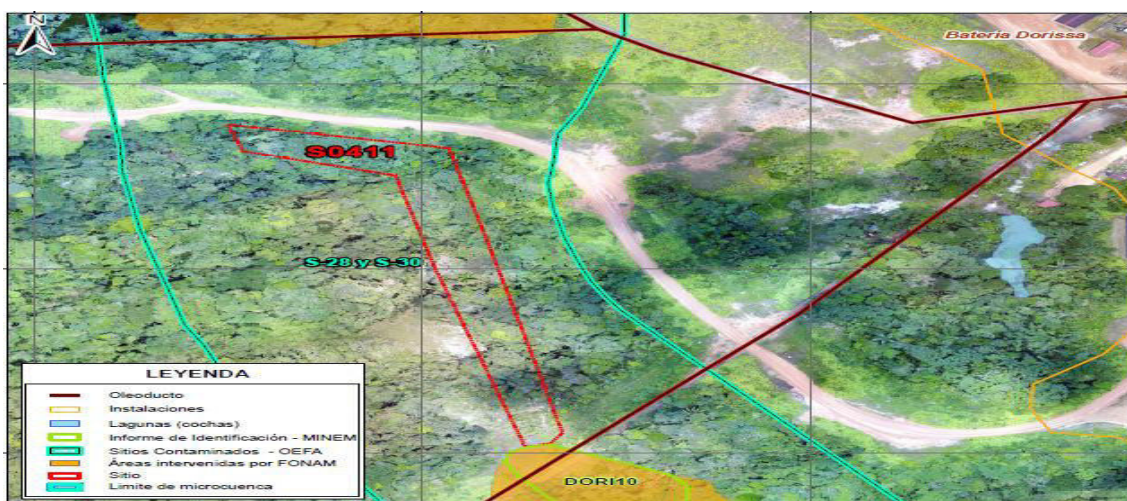 N
Batería Dorissa
S0411
S-28 y S-30
LEYENDA
Oleoducto
Instalaciones
Lagunas (cochas)
Informe de Identificación - MINEM
Sitios Contaminados - OEFA
Áreas intervenidas por FONAM
Sitio
Limite de microcuenca
DORI10